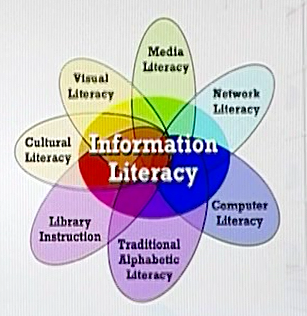 Media
Literacy
Visual
Literacy
Network
Literacy
Cultural
Literacy
Information
Literacy
Computer
Literacy
Library
Instruction
Traditional
Alphabetic
Literacy